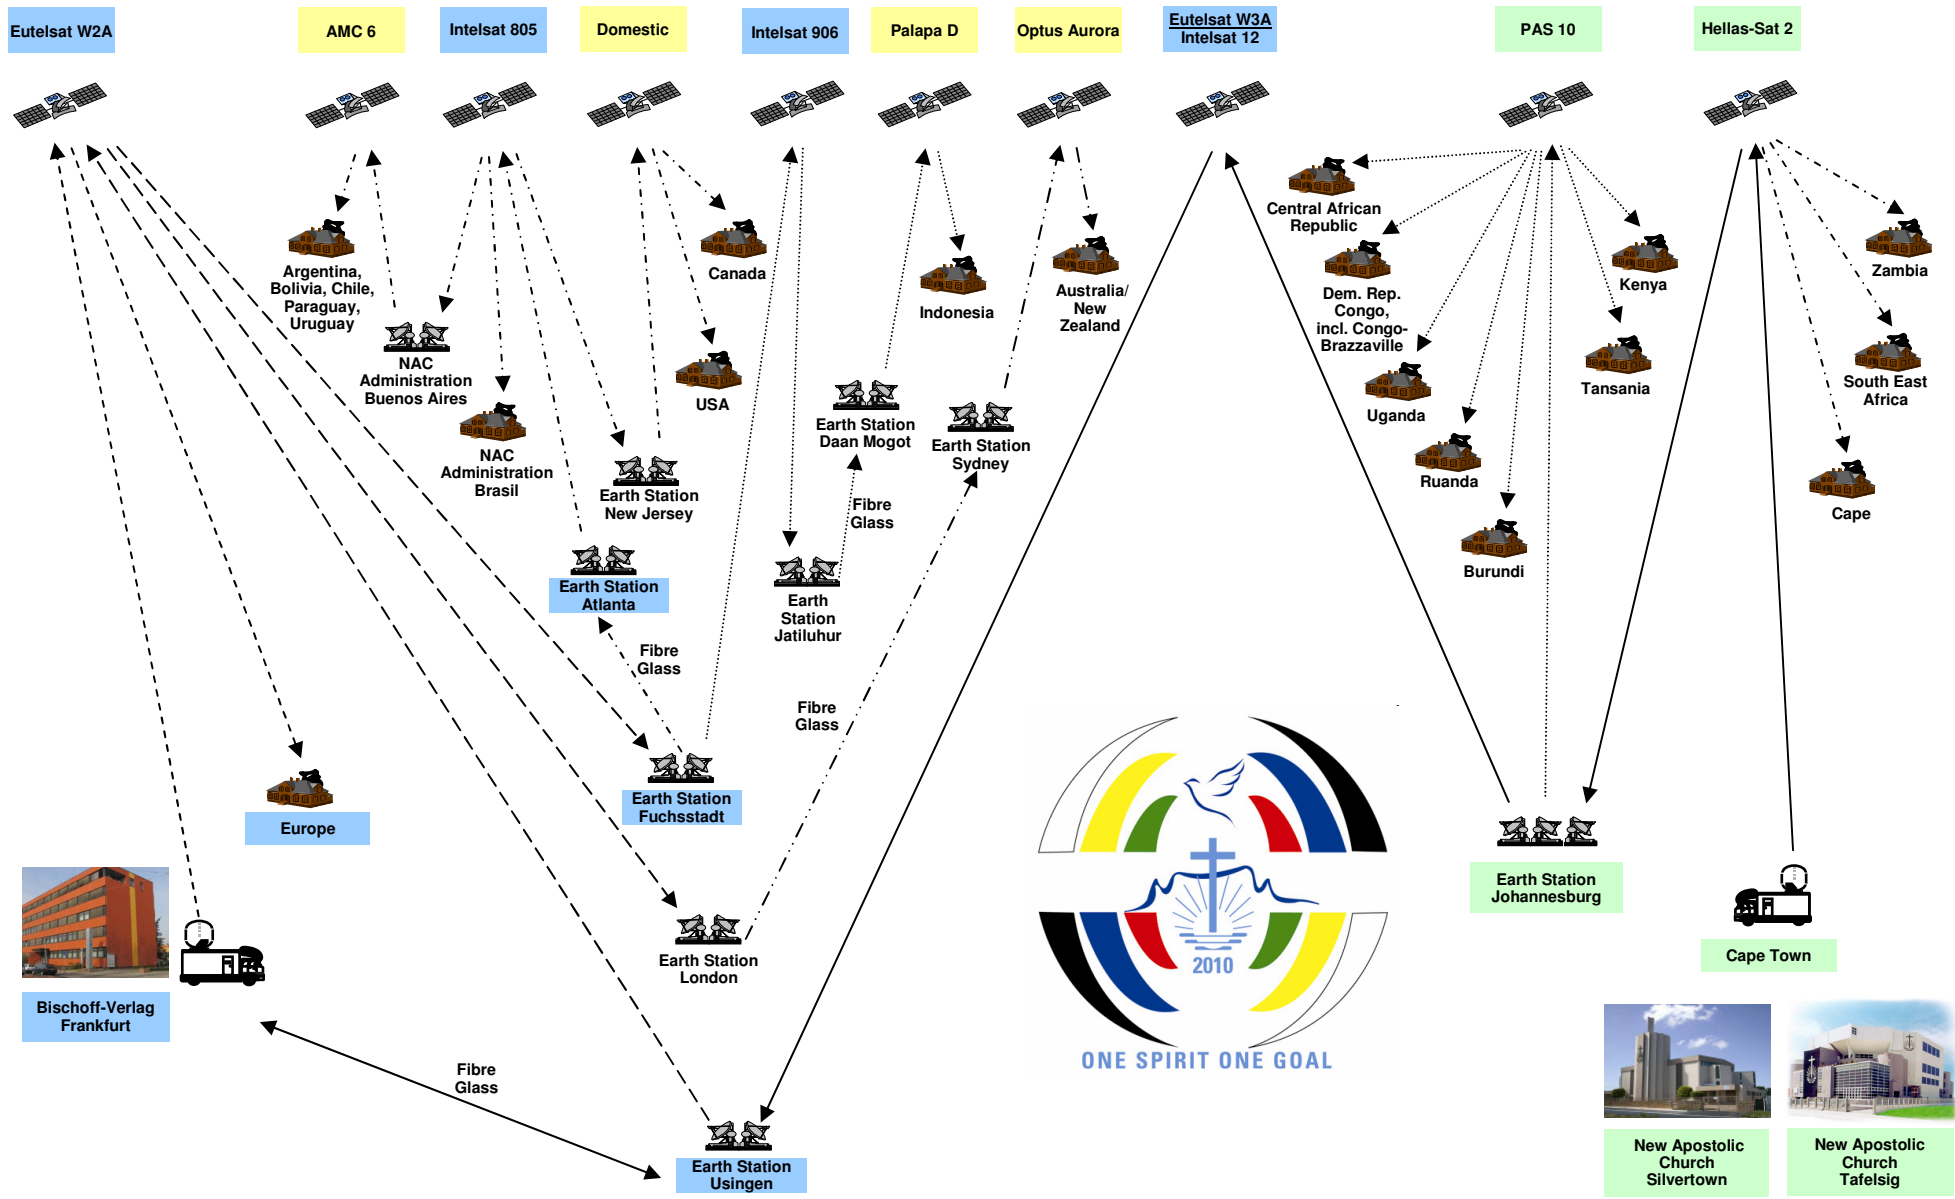 Eutelsat W2A
AMC 6
Intelsat 805
Domestic
Intelsat 906
Palapa D
Optus Aurora
Eutelsat W3A
Intelsat 12
PAS 10
Hellas-Sat 2
Argentina,
Bolivia, Chile,
Paraguay,
Uruguay
NAC
Administration
Buenos Aires
NAC
Administration
Brasil
Canada
USA
Earth Station
New Jersey
Earth Station
Atlanta
Fibre
Glass
Earth
Station
Jatiluhur
Earth Station
Daan Mogot
Fibre
Glass
Indonesia
Earth Station
Sydney
Australia/
New
Zealand
Fibre
Glass
Central African
Republic
Dem. Rep.
Congo,
incl. Congo-
Brazzaville
Uganda
Ruanda
Burundi
Kenya
Tansania
Zambia
South East
Africa
Cape
Europe
Earth Station
Fuchsstadt
Earth Station
London
Bischoff-Verlag
Frankfurt
Fibre
Glass
Earth Station
Usingen
2010
ONE SPIRIT ONE GOAL
Earth Station
Johannesburg
Cape Town
New Apostolic
Church
Silvertown
New Apostolic
Church
Tafelsig